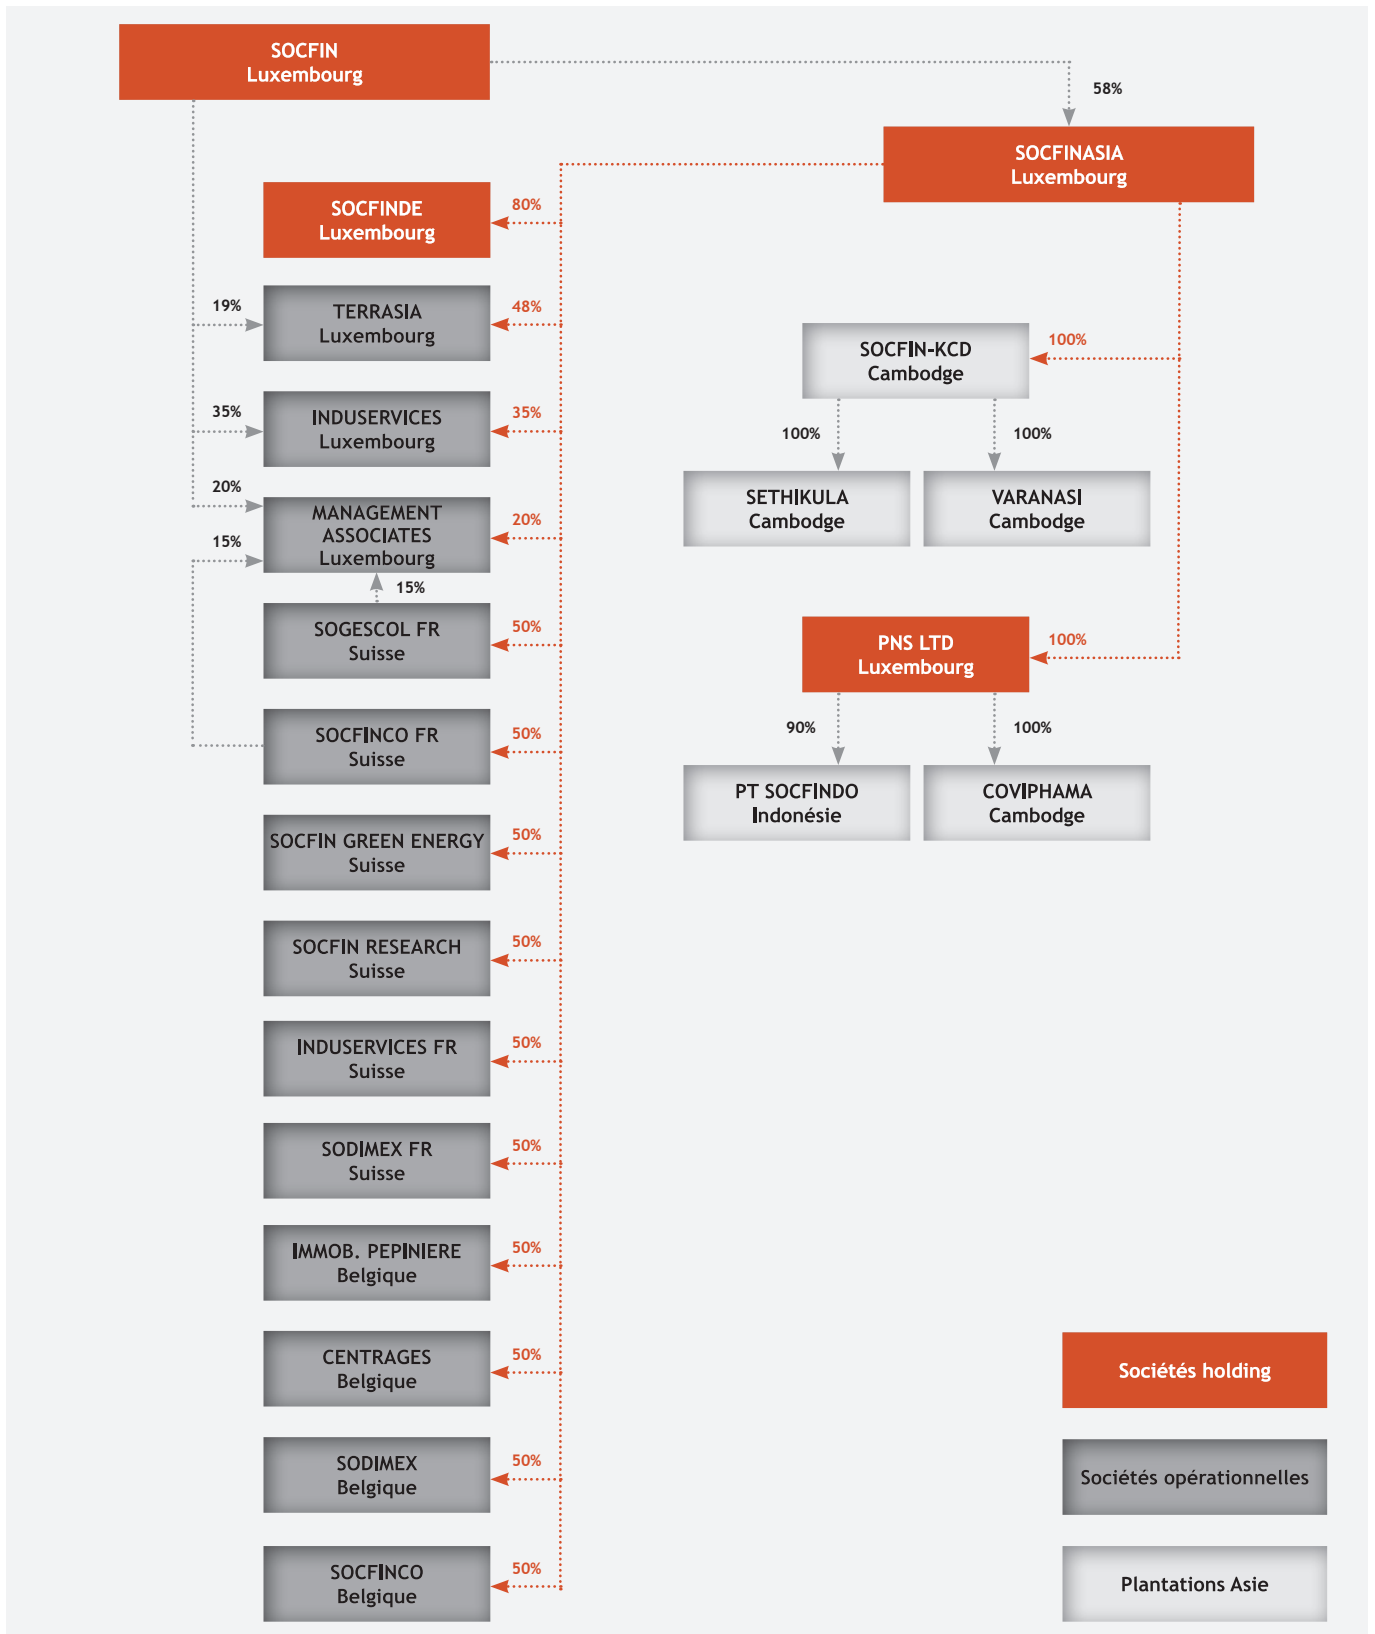 SOCFIN
Luxembourg
58%
SOCFINASIA
Luxembourg
SOCFINDE
Luxembourg
80%
19%
TERRASIA
Luxembourg
48%
35%
INDUSERVICES
Luxembourg
35%
20%
15%
MANAGEMENT
ASSOCIATES
Luxembourg
20%
15%
SOGESCOL FR
Suisse
50%
SOCFINCO FR
Suisse
50%
SOCFIN GREEN ENERGY
Suisse
50%
SOCFIN RESEARCH
Suisse
50%
INDUSERVICES FR
Suisse
50%
SODIMEX FR
Suisse
50%
IMMOB. PEPINIERE
Belgique
50%
CENTRAGES
Belgique
50%
SODIMEX
Belgique
50%
SOCFINCO
Belgique
50%
SOCFIN-KCD
Cambodge
100%
100%
100%
SETHIKULA
Cambodge
VARANASI
Cambodge
PNS LTD
Luxembourg
100%
90%
100%
PT SOCFINDO
Indonésie
COVIPHAMA
Cambodge
Sociétés holding
Sociétés opérationnelles
Plantations Asie